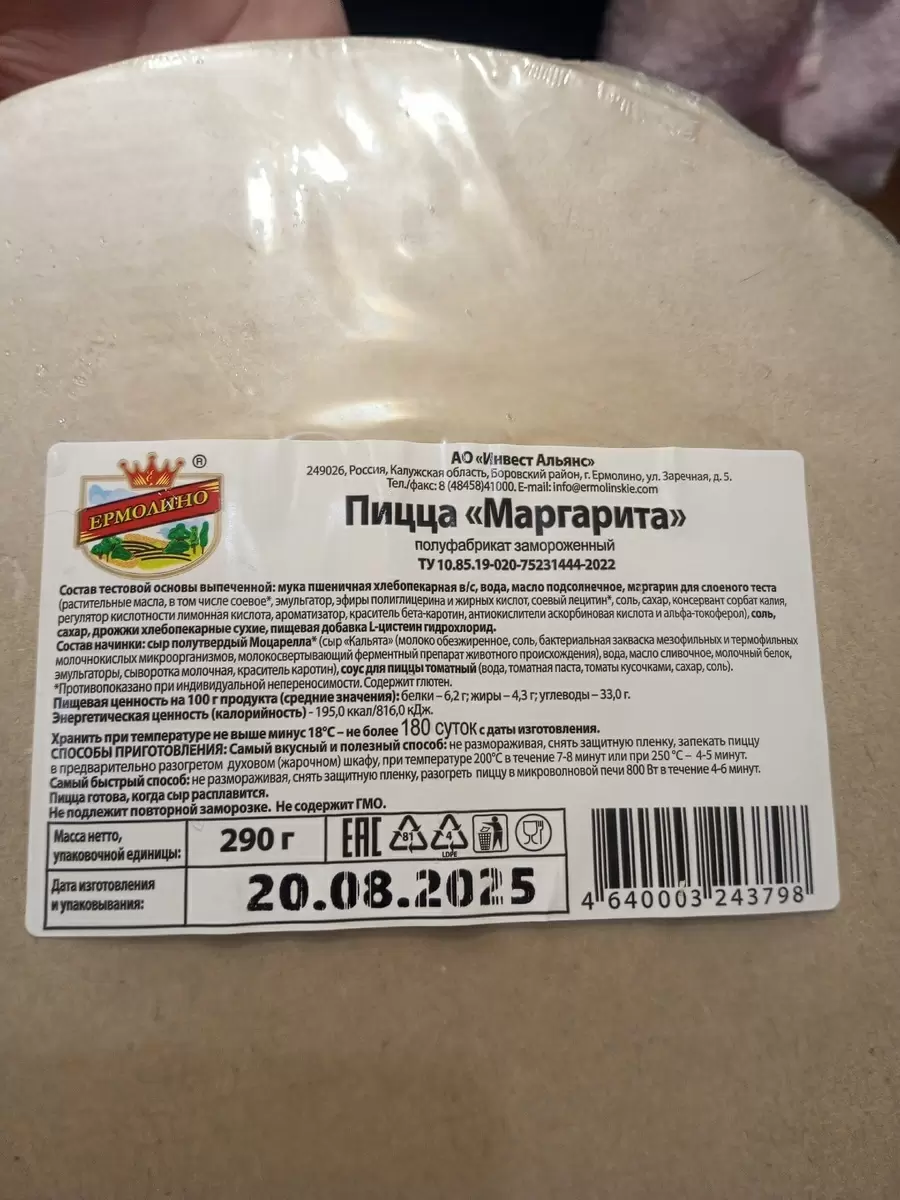 АО «Инвест Альянс»
249026, Россия, Калужская область, Боровский район, г. Ермолино, ул. Заречная, д. 5.
Тел./факс: 8 (48458)41000. E-mail: info@ermolinskie.com
®
ЕРМОЛИНО
Пицца «Маргарита»
полуфабрикат замороженный
ТУ 10.85.19-020-75231444-2022
Состав тестовой основы выпеченной: мука пшеничная хлебопекарная в/с, вода, масло подсолнечное, маргарин для слоеного теста
(растительные масла, в том числе соевое*, эмульгатор, эфиры полиглицерина и жирных кислот, соевый лецитин*, соль, сахар, консервант сорбат калия,
регулятор кислотности лимонная кислота, ароматизатор, краситель бета-каротин, антиокислители аскорбиновая кислота и альфа-токоферол), соль,
сахар, дрожжи хлебопекарные сухие, пищевая добавка L-цистеин гидрохлорид.
Состав начинки: сыр полутвердый Моцарелла* (сыр «Кальята» (молоко обезжиренное, соль, бактериальная закваска мезофильных и термофильных
молочнокислых микроорганизмов, молокосвертывающий ферментный препарат животного происхождения), вода, масло сливочное, молочный белок,
эмульгаторы, сыворотка молочная, краситель каротин), соус для пиццы томатный (вода, томатная паста, томаты кусочками, сахар, соль).
*Противопоказано при индивидуальной непереносимости. Содержит глютен.
Пищевая ценность на 100 г продукта (средние значения): белки – 6,2 г; жиры – 4,3 г; углеводы – 33,0 г.
Энергетическая ценность (калорийность) - 195,0 ккал/816,0 кДж.
Хранить при температуре не выше минус 18°С – не более 180 суток с даты изготовления.
СПОСОБЫ ПРИГОТОВЛЕНИЯ: Самый вкусный и полезный способ: не размораживая, снять защитную пленку, запекать пиццу
в предварительно разогретом духовом (жарочном) шкафу, при температуре 200°С в течение 7-8 минут или при 250 °С – 4-5 минут.
Самый быстрый способ: не размораживая, снять защитную пленку, разогреть пиццу в микроволновой печи 800 Вт в течение 4-6 минут.
Пицца готова, когда сыр расплавится.
Не подлежит повторной заморозке. Не содержит ГМО.
Масса нетто,
упаковочной единицы:
290 г
EAC
81
4
LDPE
Дата изготовления
и упаковывания:
20.08.2025
4 640003 243798